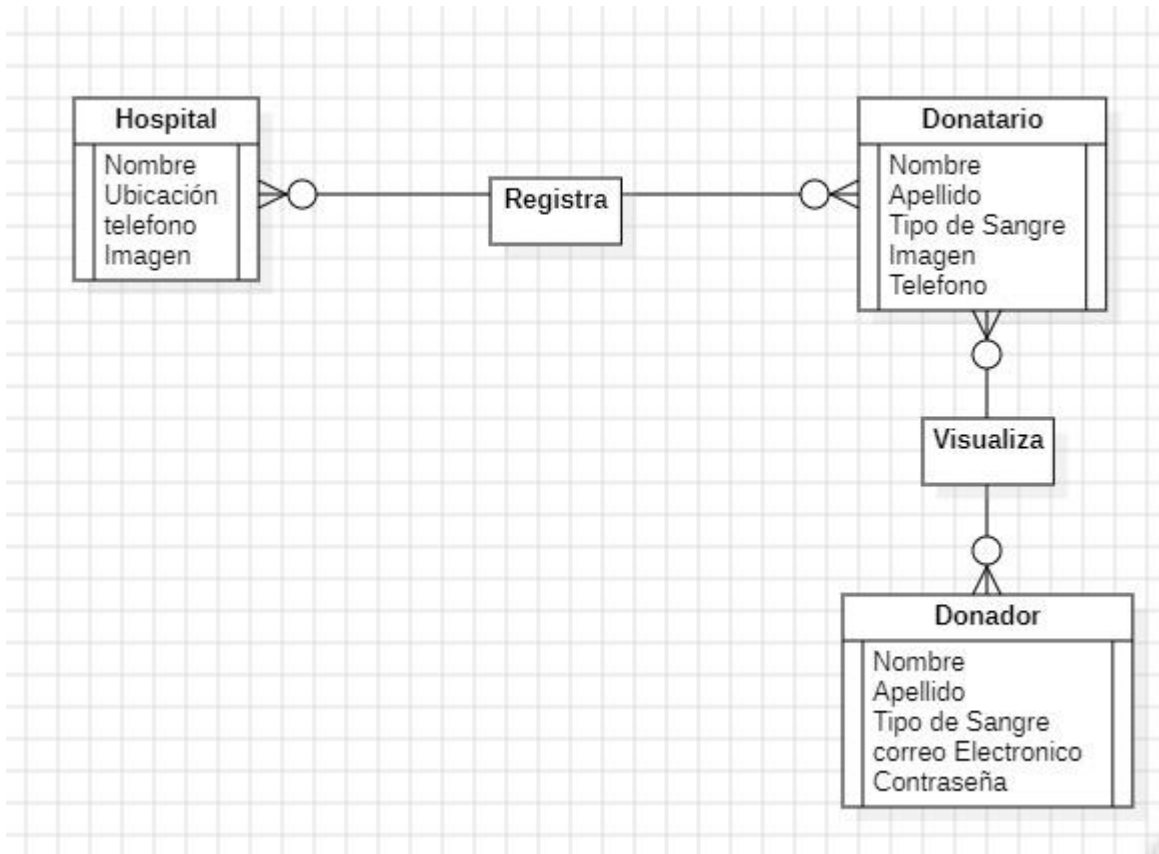 Hospital
Nombre
Ubicación
telefono
Imagen
Registra
Donatario
Nombre
Apellido
Tipo de Sangre
Imagen
Telefono
Visualiza
Donador
Nombre
Apellido
Tipo de Sangre
correo Electronico
Contraseña